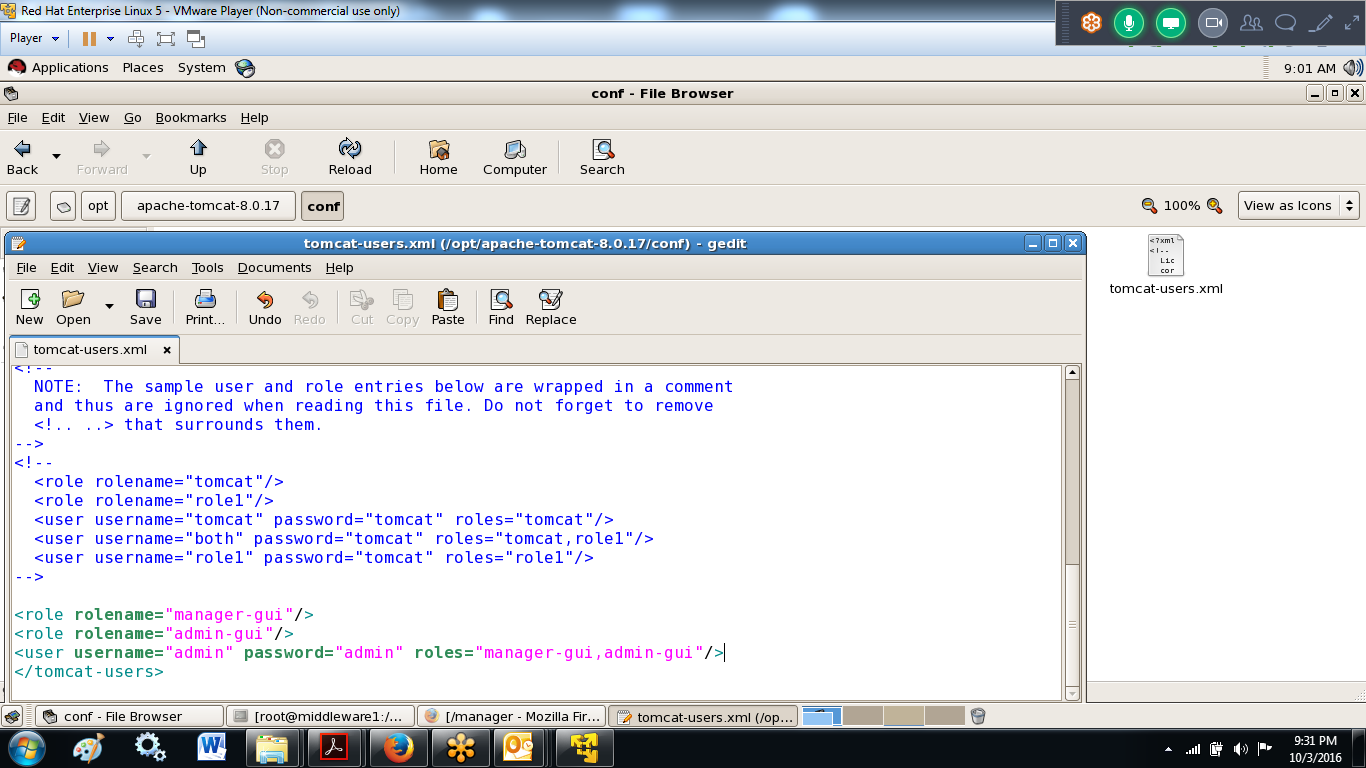 Red Hat Enterprise Linux 5 - VMware Player (Non-commercial use only)
Player
Applications Places System
9:01 AM
conf - File Browser
File Edit View Go Bookmarks Help
Back Forward Up Stop Reload Home Computer Search
opt apache-tomcat-8.0.17 conf
100% View as Icons
tomcat-users.xml (/opt/apache-tomcat-8.0.17/conf) - gedit
File Edit View Search Tools Documents Help
New Open Save Print... Undo Redo Cut Copy Paste Find Replace
tomcat-users.xml
<?xml
<!--
Lic
cor
tomcat-users.xml
<!--
  NOTE:  The sample user and role entries below are wrapped in a comment
  and thus are ignored when reading this file. Do not forget to remove
  <!.. ..> that surrounds them.
-->
<!--
  <role rolename="tomcat"/>
  <role rolename="role1"/>
  <user username="tomcat" password="tomcat" roles="tomcat"/>
  <user username="both" password="tomcat" roles="tomcat,role1"/>
  <user username="role1" password="tomcat" roles="role1"/>
-->
<role rolename="manager-gui"/>
<role rolename="admin-gui"/>
<user username="admin" password="admin" roles="manager-gui,admin-gui"/>
</tomcat-users>
conf - File Browser [root@middleware1:/... [/manager - Mozilla Fir... tomcat-users.xml (/op...
9:31 PM
10/3/2016